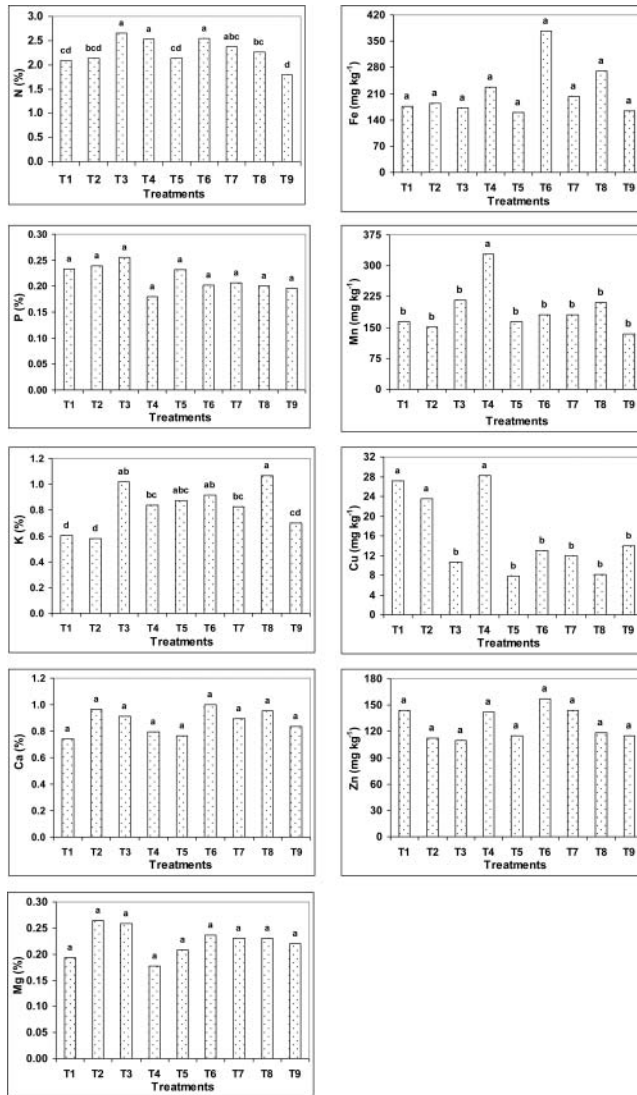 N (%)
3.0
2.5
2.0
1.5
1.0
0.5
0.0
cd bcd a a cd a abc bc d
T1 T2 T3 T4 T5 T6 T7 T8 T9
Treatments
Fe (mg kg-1)
420
350
280
210
140
70
0
a a a a a a a a a
T1 T2 T3 T4 T5 T6 T7 T8 T9
Treatments
P (%)
0.30
0.25
0.20
0.15
0.10
0.05
0.00
a a a a a a a a a
T1 T2 T3 T4 T5 T6 T7 T8 T9
Treatments
Mn (mg kg-1)
375
300
225
150
75
0
b b b a b b b b b
T1 T2 T3 T4 T5 T6 T7 T8 T9
Treatments
K (%)
1.2
1.0
0.8
0.6
0.4
0.2
0.0
d d ab bc abc ab bc a cd
T1 T2 T3 T4 T5 T6 T7 T8 T9
Treatments
Cu (mg kg-1)
32
28
24
20
16
12
8
4
0
a a b a b b b b b
T1 T2 T3 T4 T5 T6 T7 T8 T9
Treatments
Ca (%)
1.2
1.0
0.8
0.6
0.4
0.2
0.0
a a a a a a a a a
T1 T2 T3 T4 T5 T6 T7 T8 T9
Treatments
Zn (mg kg-1)
180
150
120
90
60
30
0
a a a a a a a a a
T1 T2 T3 T4 T5 T6 T7 T8 T9
Treatments
Mg (%)
0.30
0.25
0.20
0.15
0.10
0.05
0.00
a a a a a a a a a
T1 T2 T3 T4 T5 T6 T7 T8 T9
Treatments